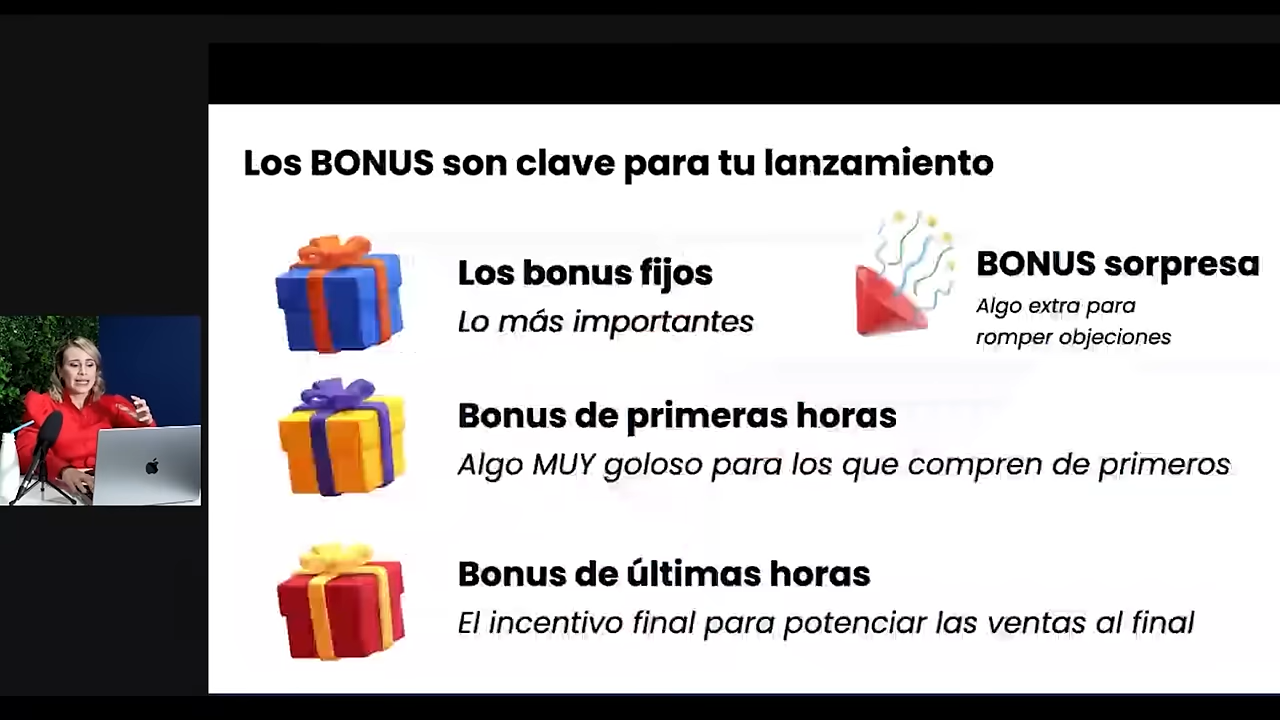 Los BONUS son clave para tu lanzamiento
Los bonus fijos
Lo más importantes
BONUS sorpresa
Algo extra para
romper objeciones
Bonus de primeras horas
Algo MUY goloso para los que compren de primeros
Bonus de últimas horas
El incentivo final para potenciar las ventas al final